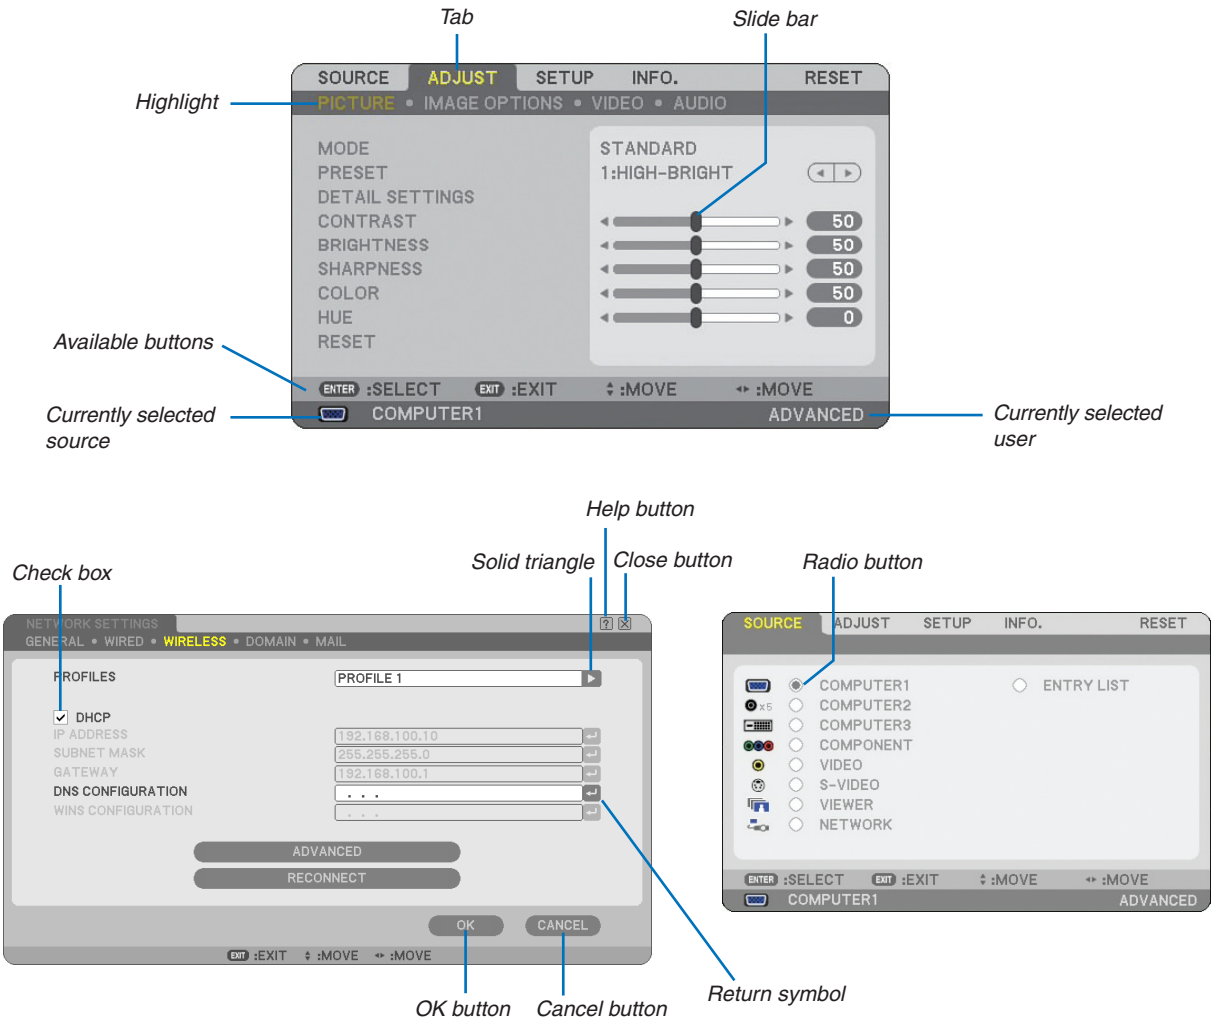 Tab
Slide bar
SOURCE ADJUST SETUP INFO. RESET
Highlight
PICTURE • IMAGE OPTIONS • VIDEO • AUDIO
MODE STANDARD
PRESET 1:HIGH-BRIGHT
DETAIL SETTINGS
CONTRAST 50
BRIGHTNESS 50
SHARPNESS 50
COLOR 50
HUE 0
RESET
Available buttons
ENTER :SELECT EXIT :EXIT :MOVE :MOVE
Currently selected source
COMPUTER1 ADVANCED
Currently selected user
Help button
Solid triangle
Close button
Check box
NETWORK SETTINGS ?
GENERAL • WIRED • WIRELESS • DOMAIN • MAIL
PROFILES PROFILE 1
DHCP
IP ADDRESS 192.168.100.10
SUBNET MASK 255.255.255.0
GATEWAY 192.168.100.1
DNS CONFIGURATION . . .
WINS CONFIGURATION . . .
ADVANCED
RECONNECT
OK CANCEL
EXIT :EXIT :MOVE :MOVE
OK button
Cancel button
Return symbol
Radio button
SOURCE ADJUST SETUP INFO. RESET
COMPUTER1 ENTRY LIST
x5 COMPUTER2
COMPUTER3
COMPONENT
VIDEO
S-VIDEO
VIEWER
NETWORK
ENTER :SELECT EXIT :EXIT :MOVE :MOVE
COMPUTER1 ADVANCED